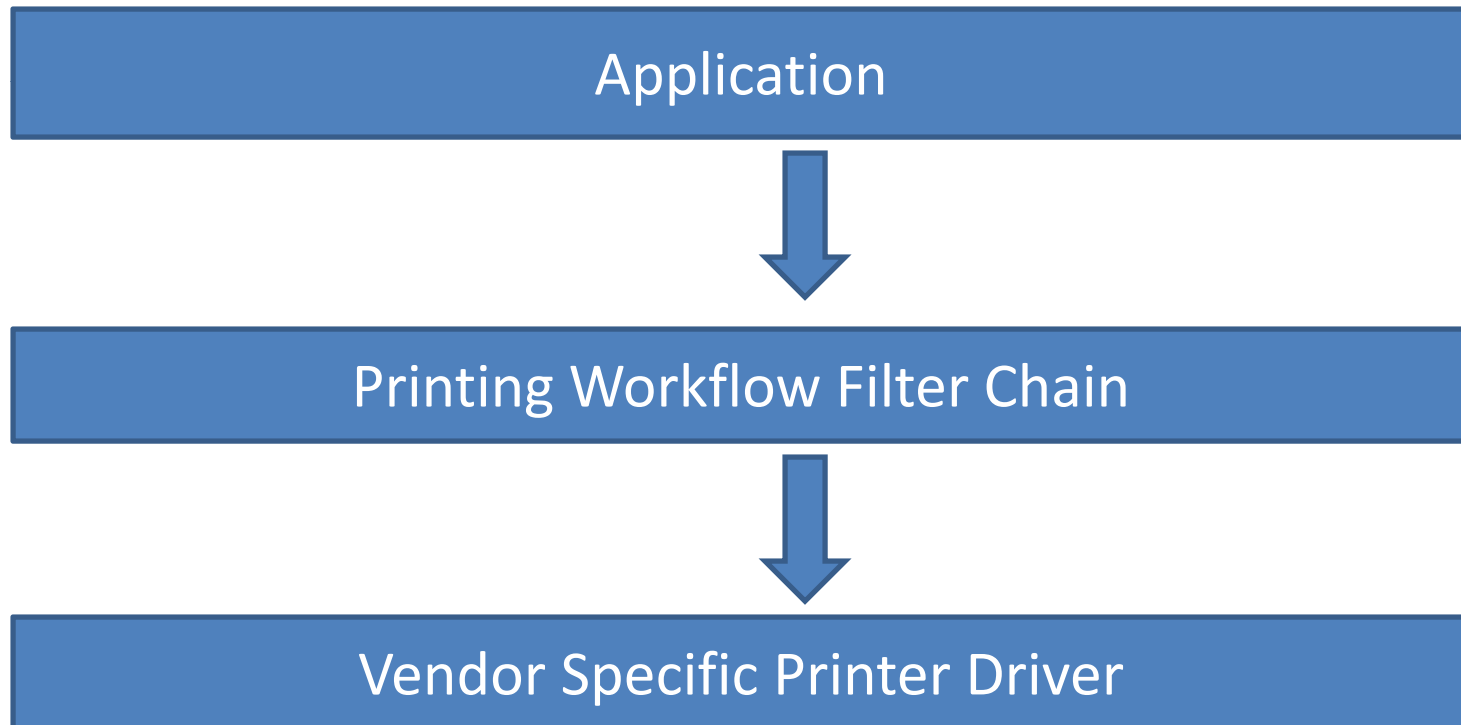 Application
Printing Workflow Filter Chain
Vendor Specific Printer Driver